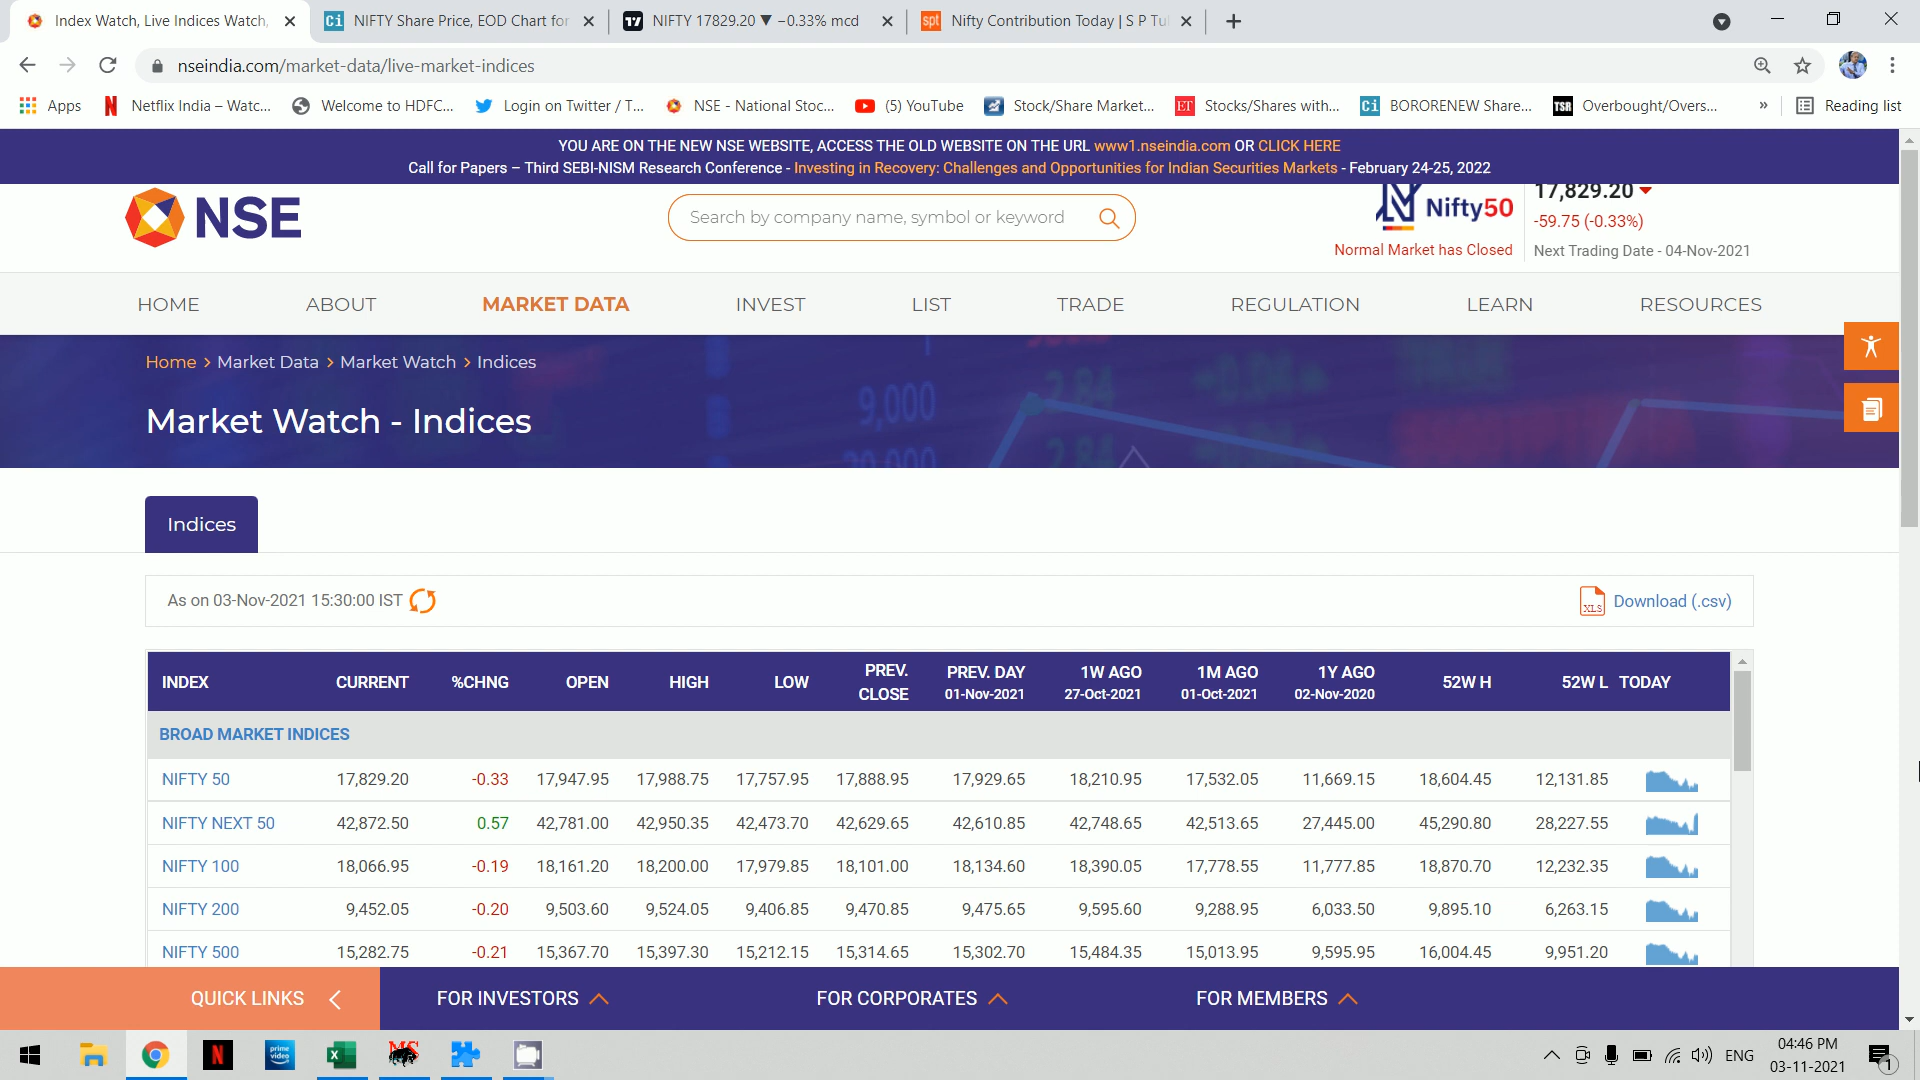 Index Watch, Live Indices Watch,
NIFTY Share Price, EOD Chart for
NIFTY 17829.20 ▼ −0.33% mcd
Nifty Contribution Today | S P Tul
nseindia.com/market-data/live-market-indices
Apps
Netflix India – Watc...
Welcome to HDFC...
Login on Twitter / T...
NSE - National Stoc...
(5) YouTube
Stock/Share Market...
Stocks/Shares with...
BORORENEW Share...
Overbought/Overs...
»
Reading list
YOU ARE ON THE NEW NSE WEBSITE, ACCESS THE OLD WEBSITE ON THE URL www1.nseindia.com OR CLICK HERE
Call for Papers – Third SEBI-NISM Research Conference - Investing in Recovery: Challenges and Opportunities for Indian Securities Markets - February 24-25, 2022
NSE
Search by company name, symbol or keyword
Nifty50
Normal Market has Closed
17,829.20
-59.75 (-0.33%)
Next Trading Date - 04-Nov-2021
HOME ABOUT MARKET DATA INVEST LIST TRADE REGULATION LEARN RESOURCES
Home > Market Data > Market Watch > Indices
Market Watch - Indices
Indices
As on 03-Nov-2021 15:30:00 IST
XLS Download (.csv)
INDEX CURRENT %CHNG OPEN HIGH LOW PREV. CLOSE PREV. DAY 01-Nov-2021 1W AGO 27-Oct-2021 1M AGO 01-Oct-2021 1Y AGO 02-Nov-2020 52W H 52W L TODAY
BROAD MARKET INDICES
NIFTY 50 17,829.20 -0.33 17,947.95 17,988.75 17,757.95 17,888.95 17,929.65 18,210.95 17,532.05 11,669.15 18,604.45 12,131.85
NIFTY NEXT 50 42,872.50 0.57 42,781.00 42,950.35 42,473.70 42,629.65 42,610.85 42,748.65 42,513.65 27,445.00 45,290.80 28,227.55
NIFTY 100 18,066.95 -0.19 18,161.20 18,200.00 17,979.85 18,101.00 18,134.60 18,390.05 17,778.55 11,777.85 18,870.70 12,232.35
NIFTY 200 9,452.05 -0.20 9,503.60 9,524.05 9,406.85 9,470.85 9,475.65 9,595.60 9,288.95 6,033.50 9,895.10 6,263.15
NIFTY 500 15,282.75 -0.21 15,367.70 15,397.30 15,212.15 15,314.65 15,302.70 15,484.35 15,013.95 9,595.95 16,004.45 9,951.20
QUICK LINKS
FOR INVESTORS
FOR CORPORATES
FOR MEMBERS
ENG
04:46 PM
03-11-2021
1